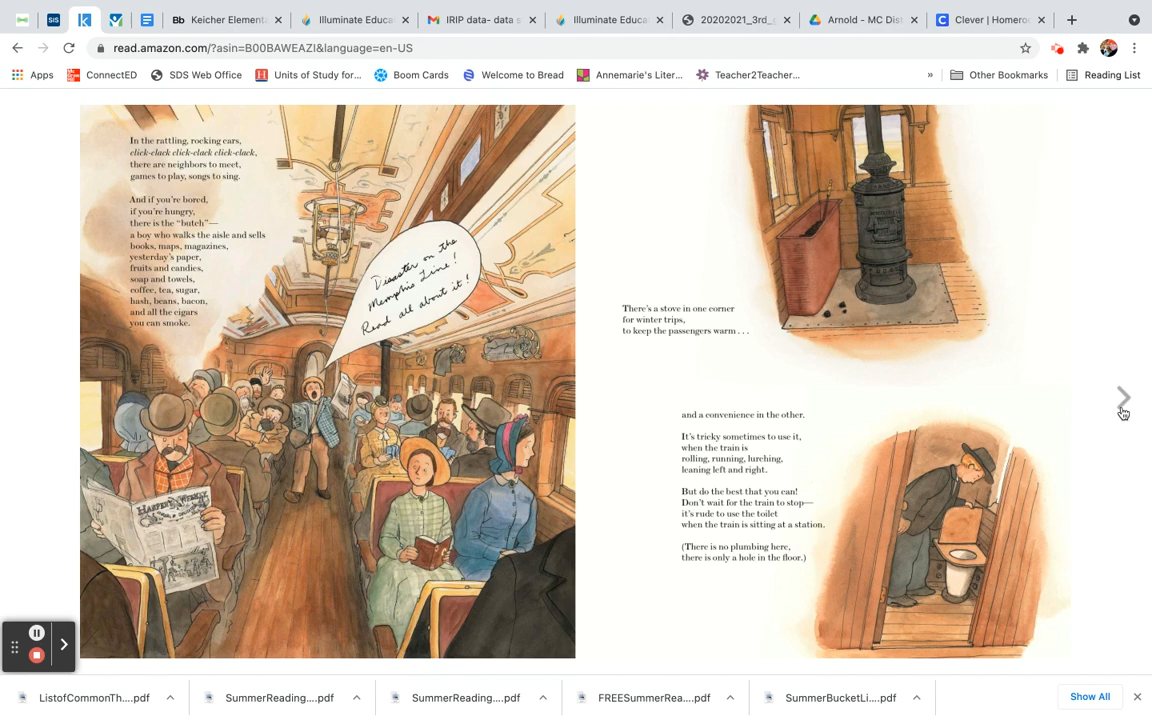 Bb Keicher Elementa
Illuminate Educa
IRIP data- data s
Illuminate Educa
20202021_3rd_g
Arnold - MC Dis
Clever | Homero
read.amazon.com/?asin=B00BAWEAZI&language=en-US
Apps
ConnectED
SDS Web Office
Units of Study for...
Boom Cards
Welcome to Bread
Annemarie's Liter...
Teacher2Teacher...
»
Other Bookmarks
Reading List
In the rattling, rocking cars,
click-clack click-clack click-clack,
there are neighbors to meet,
games to play, songs to sing.
And if you're bored,
if you're hungry,
there is the "butch"—
a boy who walks the aisle and sells
books, maps, magazines,
yesterday's paper,
fruits and candies,
soap and towels,
coffee, tea, sugar,
hash, beans, bacon,
and all the cigars
you can smoke.
Disaster on the
Memphis Line!
Read all about it!
HARPER'S WEEKLY
There's a stove in one corner
for winter trips,
to keep the passengers warm . . .
and a convenience in the other.
It's tricky sometimes to use it,
when the train is
rolling, running, lurching,
leaning left and right.
But do the best that you can!
Don't wait for the train to stop—
it's rude to use the toilet
when the train is sitting at a station.
(There is no plumbing here,
there is only a hole in the floor.)
ListofCommonTh....pdf
SummerReading....pdf
SummerReading....pdf
FREESummerRea....pdf
SummerBucketLi....pdf
Show All